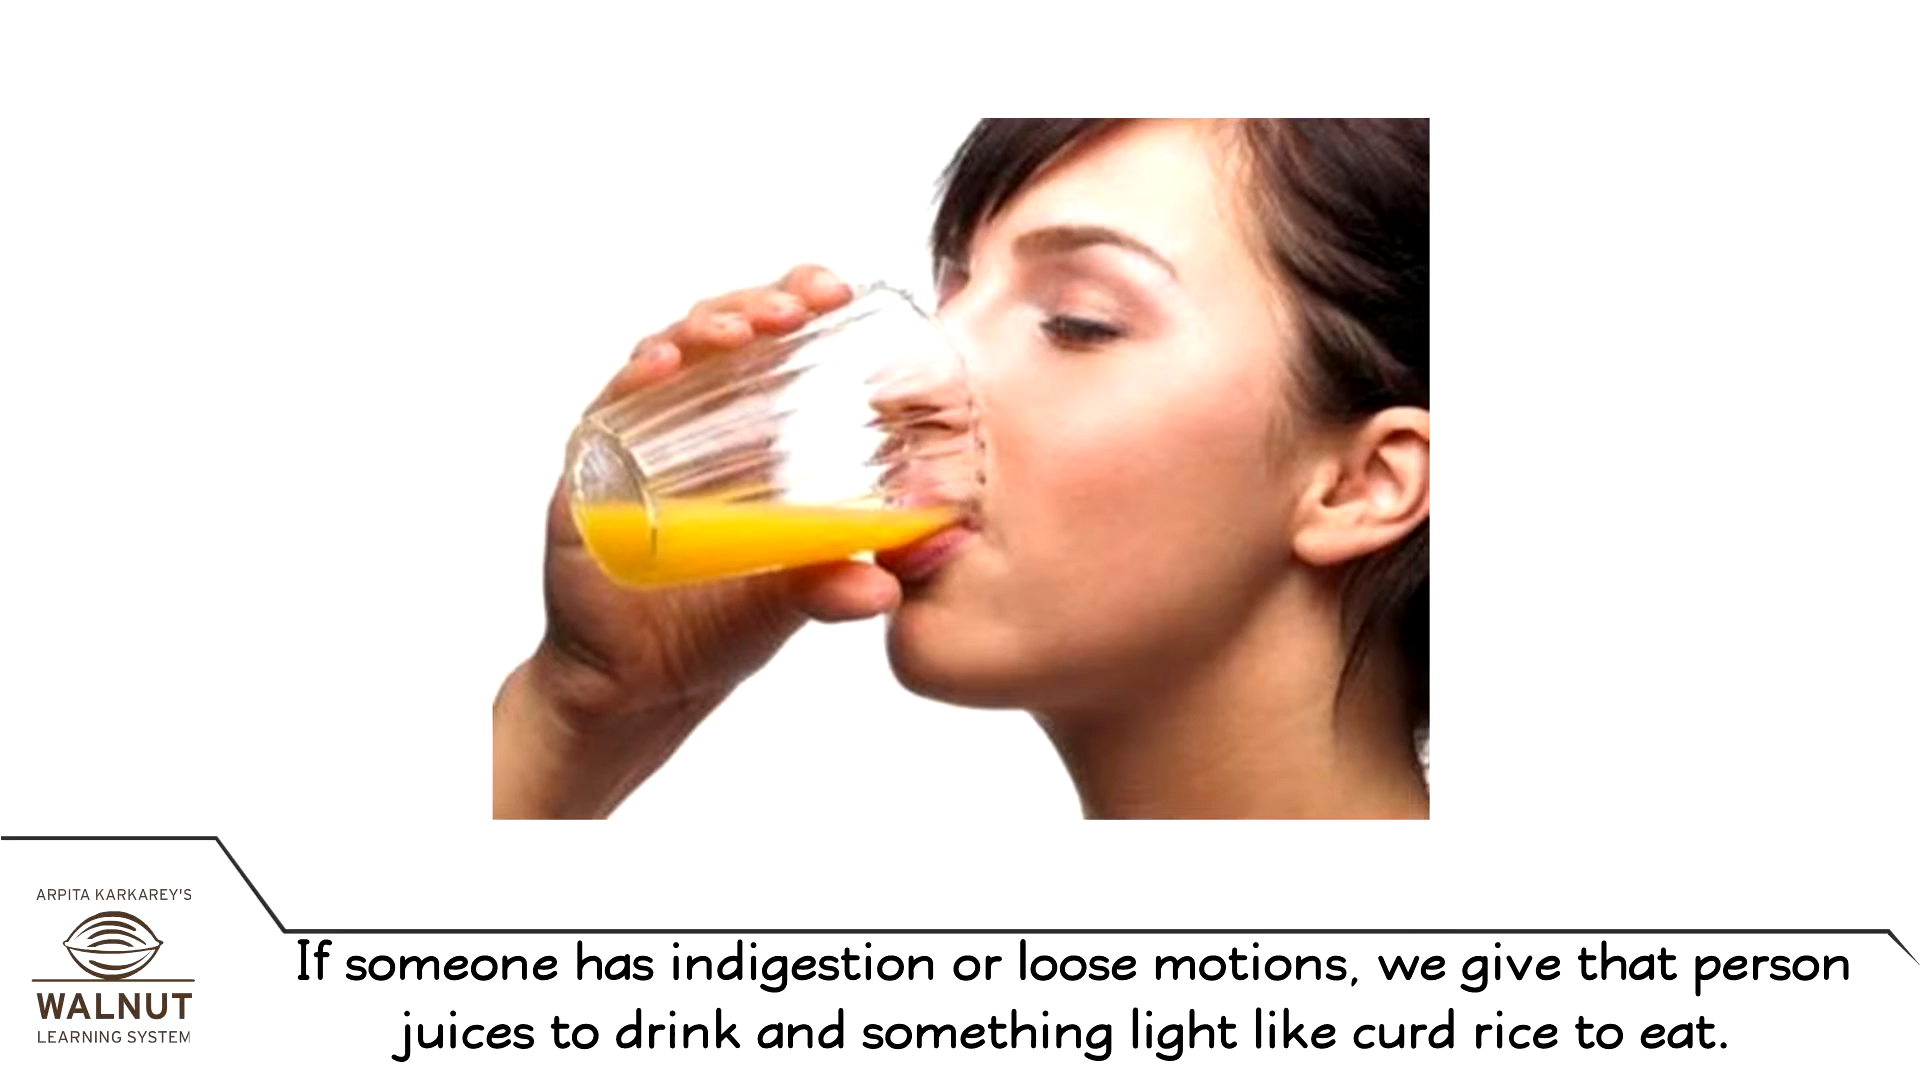 ARPITA KARKAREY'S
WALNUT
LEARNING SYSTEM
If someone has indigestion or loose motions, we give that person
juices to drink and something light like curd rice to eat.